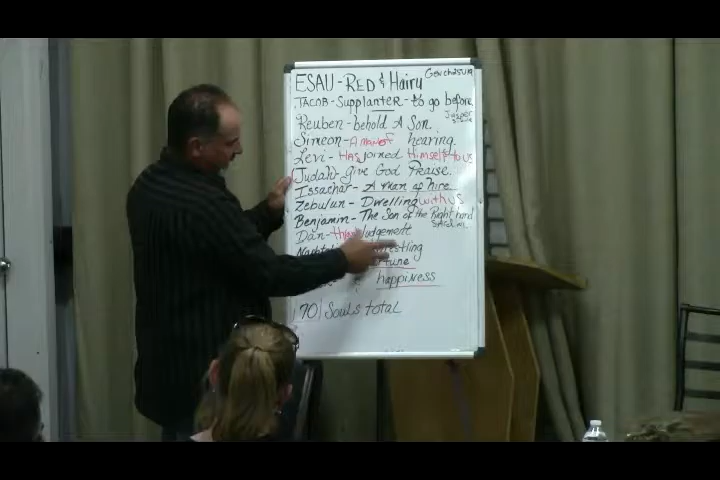 ESAU - RED & Hairy
JACOB - Supplanter - to go before
Reuben - behold A Son.
Simeon - A man of hearing.
Levi - HAS joined Himself to us
Judah - give God Praise.
Issachar - A man of hire
Zebulun - Dwelling with us
Benjamin - The Son of the Right hand
Dan - Judgement
happiness
70 Souls total